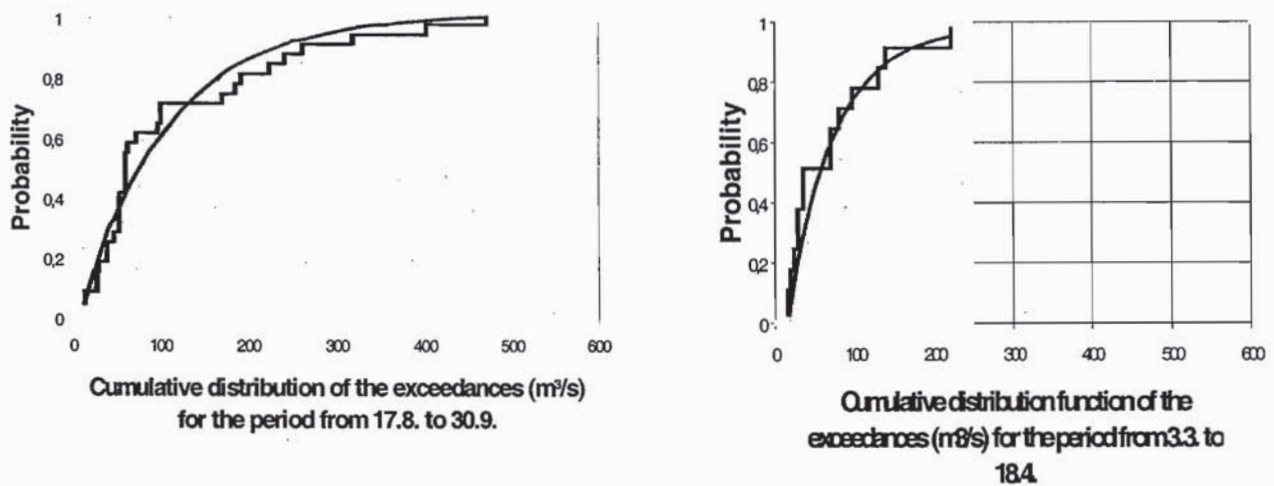 Probability
1
0,8
0,6
0,4
0,2
0
0 100 200 300 400 500 600
Cumulative distribution of the exceedances (m³/s)
for the period from 17.8. to 30.9.
Probability
1
0,8
0,6
0,4
0,2
0
0 100 200 300 400 500 600
Cumulative distribution function of the
exceedances (m8/s) for the period from 3.3. to
18.4.